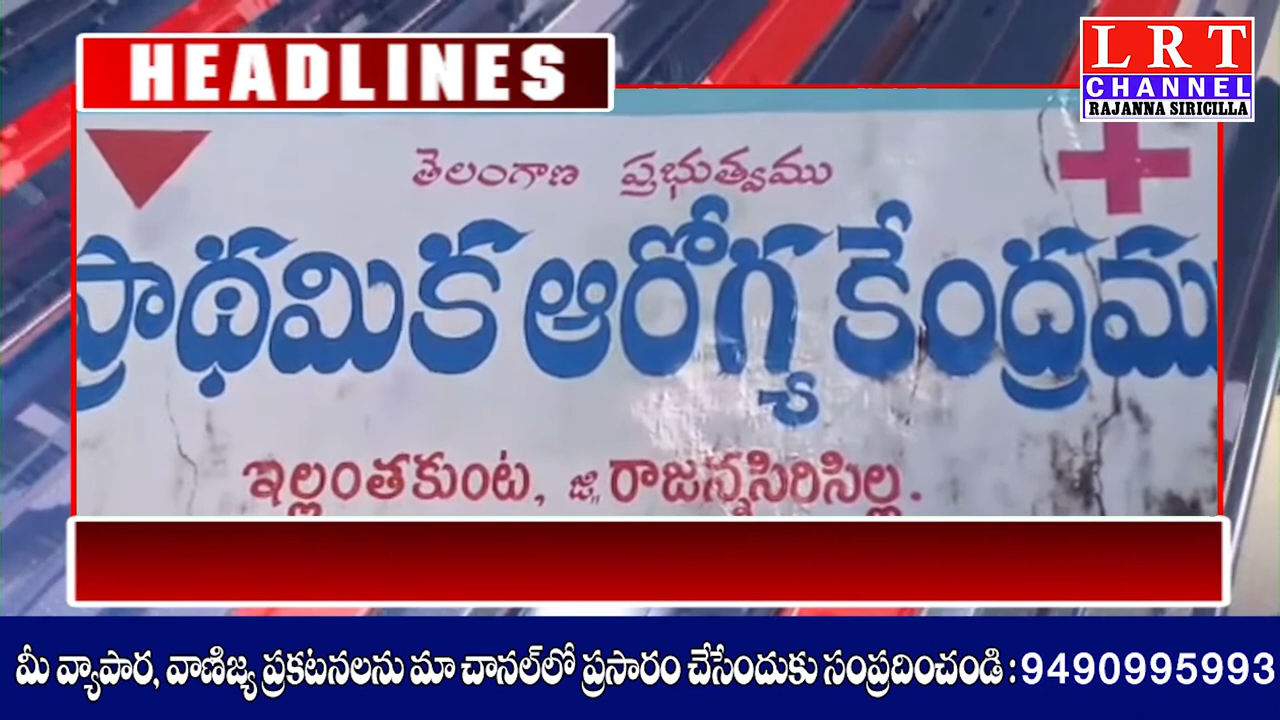 HEADLINES
LRT
CHANNEL
RAJANNA SIRICILLA
తెలంగాణ ప్రభుత్వము
ప్రాథమిక ఆరోగ్య కేంద్రము
ఇల్లంతకుంట, జి,, రాజన్నసిరిసిల్ల.
మీ వ్యాపార, వాణిజ్య ప్రకటనలను మా చానల్‌లో ప్రసారం చేసేందుకు సంప్రదించండి : 9490995993